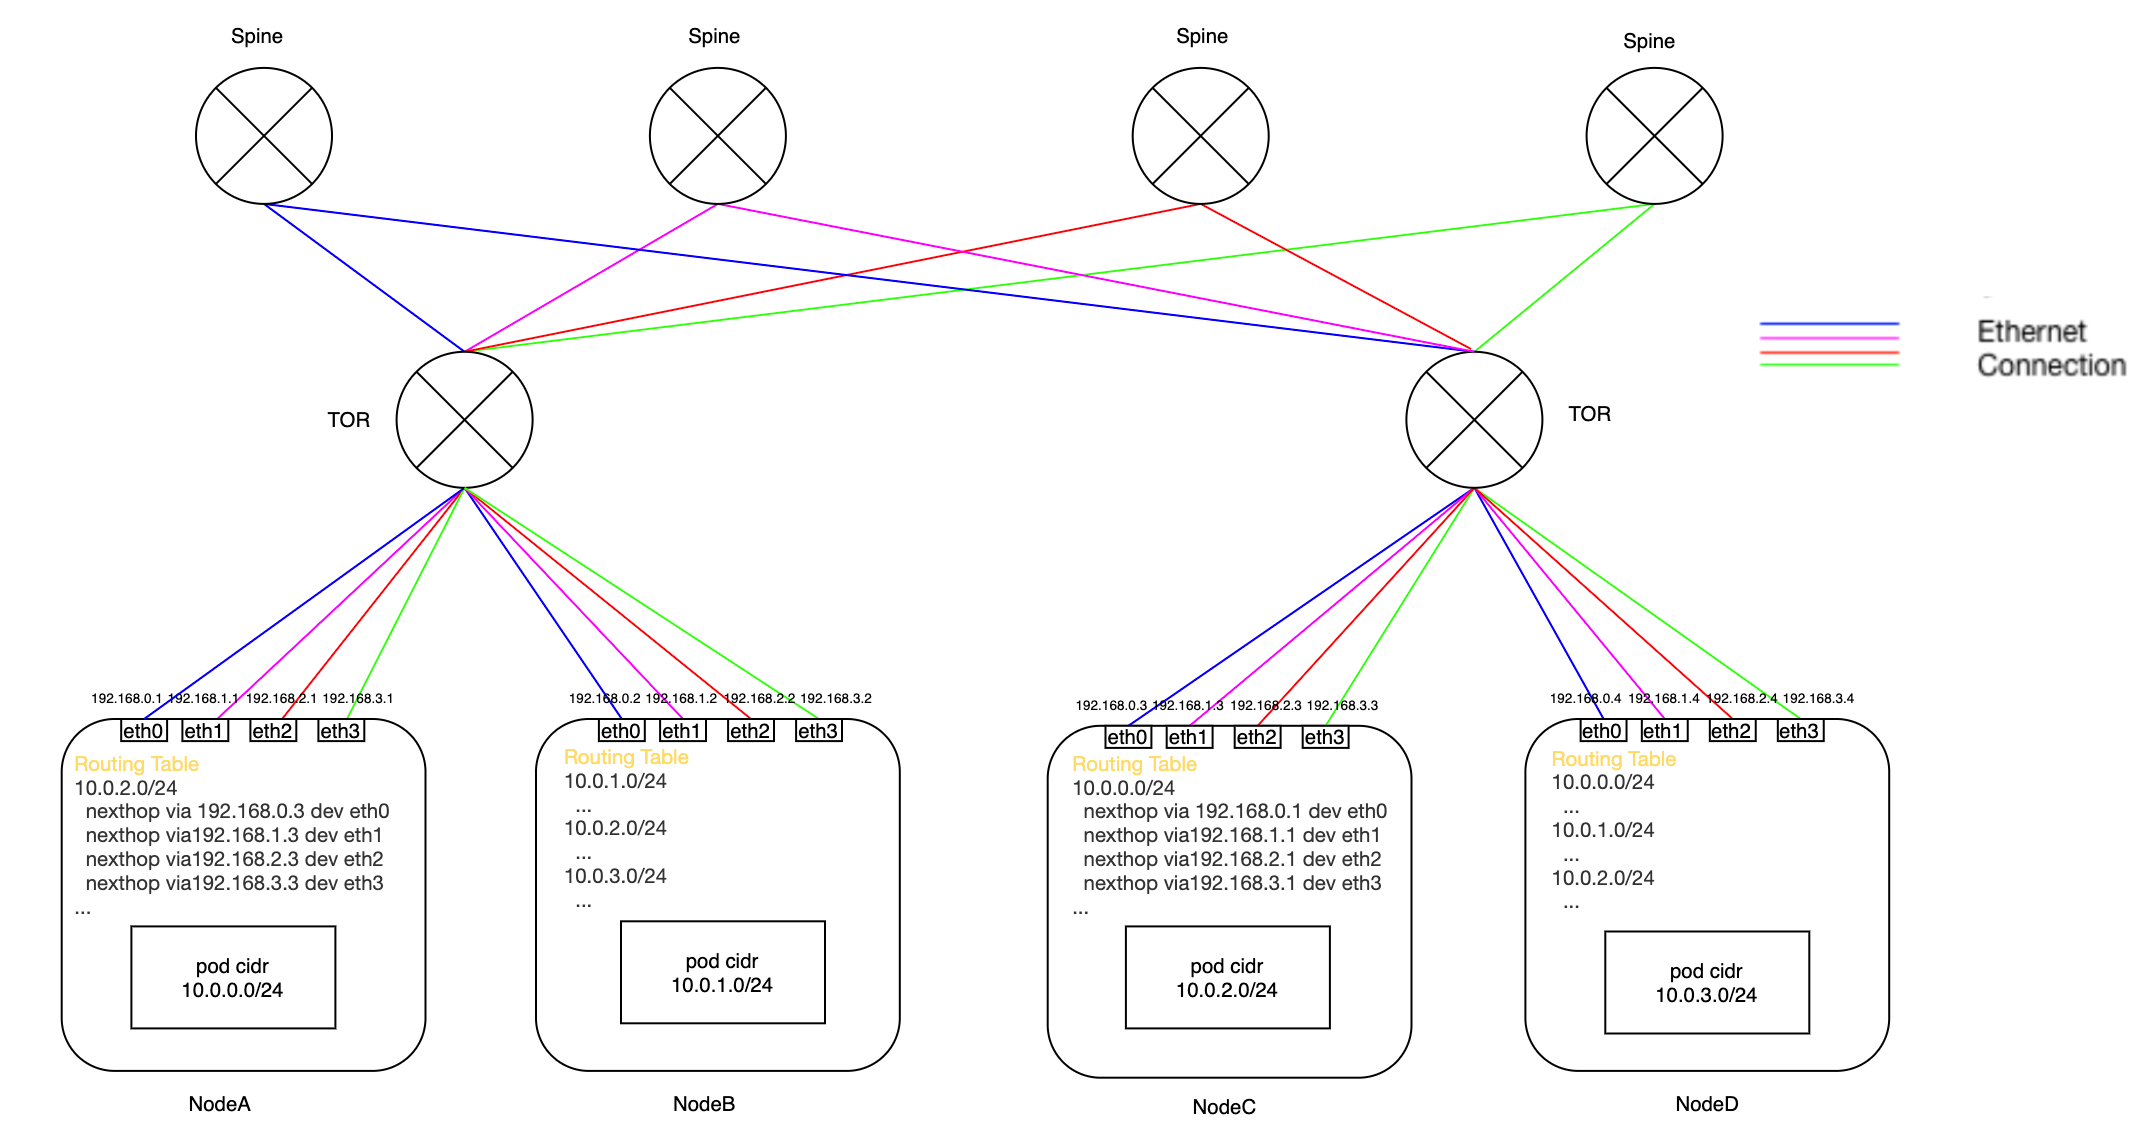 Spine
Spine
Spine
Spine
Ethernet
Connection
TOR
TOR
192.168.0.1
192.168.1.1
192.168.2.1
192.168.3.1
eth0
eth1
eth2
eth3
Routing Table
10.0.2.0/24
nexthop via 192.168.0.3 dev eth0
nexthop via192.168.1.3 dev eth1
nexthop via192.168.2.3 dev eth2
nexthop via192.168.3.3 dev eth3
...
pod cidr
10.0.0.0/24
NodeA
192.168.0.2
192.168.1.2
192.168.2.2
192.168.3.2
eth0
eth1
eth2
eth3
Routing Table
10.0.1.0/24
...
10.0.2.0/24
...
10.0.3.0/24
...
pod cidr
10.0.1.0/24
NodeB
192.168.0.3
192.168.1.3
192.168.2.3
192.168.3.3
eth0
eth1
eth2
eth3
Routing Table
10.0.0.0/24
nexthop via 192.168.0.1 dev eth0
nexthop via192.168.1.1 dev eth1
nexthop via192.168.2.1 dev eth2
nexthop via192.168.3.1 dev eth3
...
pod cidr
10.0.2.0/24
NodeC
192.168.0.4
192.168.1.4
192.168.2.4
192.168.3.4
eth0
eth1
eth2
eth3
Routing Table
10.0.0.0/24
...
10.0.1.0/24
...
10.0.2.0/24
...
pod cidr
10.0.3.0/24
NodeD